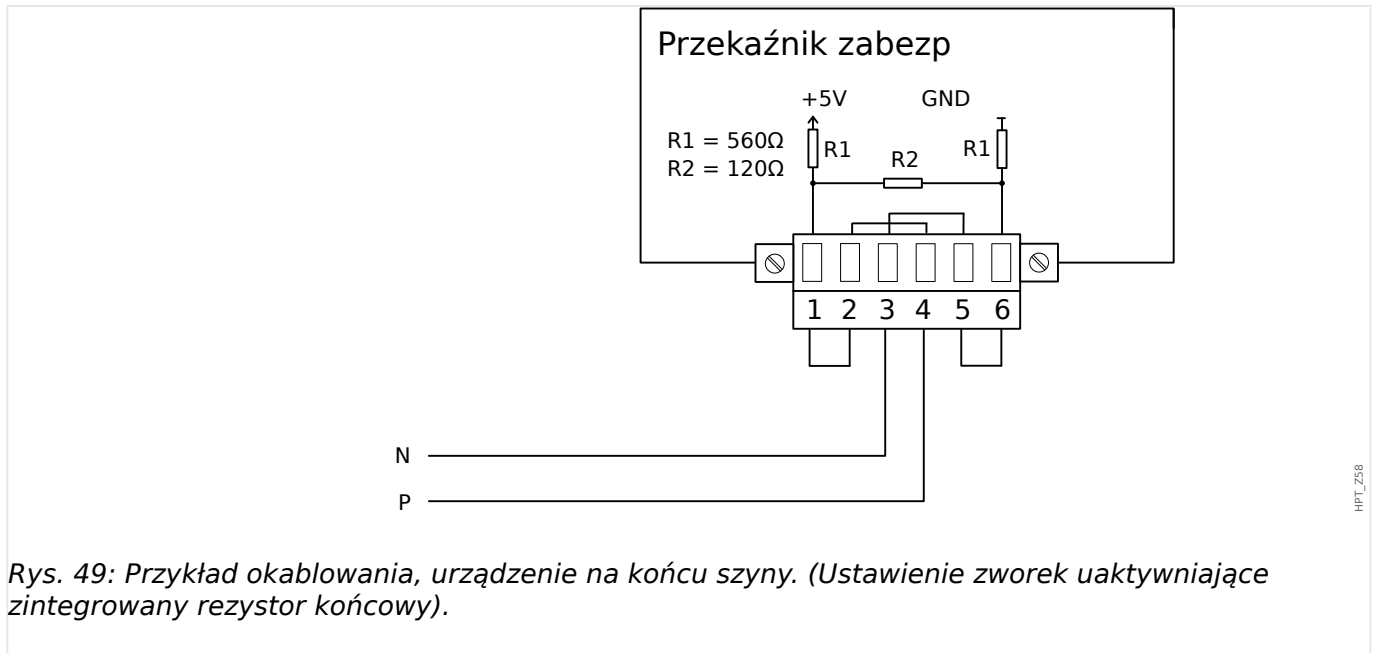 Przekaźnik zabezp
+5V GND
R1 = 560Ω
R2 = 120Ω
R1 R2 R1
1 2 3 4 5 6
N
P
HPT_Z58
Rys. 49: Przykład okablowania, urządzenie na końcu szyny. (Ustawienie zworek uaktywniające
zintegrowany rezystor końcowy).